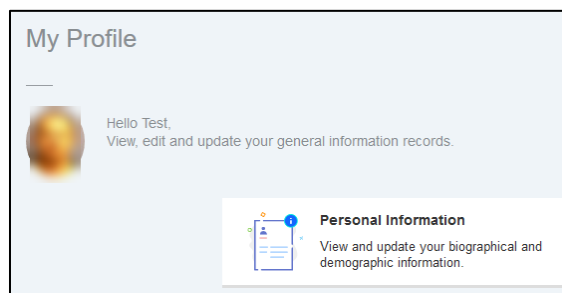 My Profile
Hello Test,
View, edit and update your general information records.
Personal Information
View and update your biographical and
demographic information.